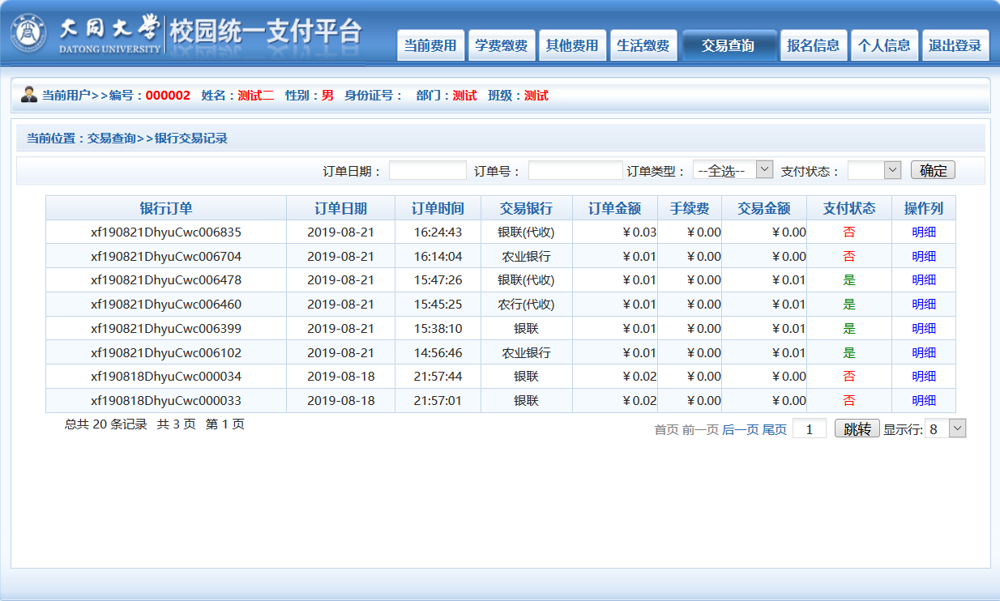 大同大学 校园统一支付平台
DATONG UNIVERSITY
当前费用 学费缴费 其他费用 生活缴费 交易查询 报名信息 个人信息 退出登录
当前用户>>编号：000002 姓名：测试二 性别：男 身份证号： 部门：测试 班级：测试
当前位置：交易查询>>银行交易记录
订单日期： 订单号： 订单类型： --全选-- 支付状态： 确定
银行订单 订单日期 订单时间 交易银行 订单金额 手续费 交易金额 支付状态 操作列
xf190821DhyuCwc006835 2019-08-21 16:24:43 银联(代收) ￥0.03 ￥0.00 ￥0.00 否 明细
xf190821DhyuCwc006704 2019-08-21 16:14:04 农业银行 ￥0.01 ￥0.00 ￥0.00 否 明细
xf190821DhyuCwc006478 2019-08-21 15:47:26 银联(代收) ￥0.01 ￥0.00 ￥0.01 是 明细
xf190821DhyuCwc006460 2019-08-21 15:45:25 农行(代收) ￥0.01 ￥0.00 ￥0.01 是 明细
xf190821DhyuCwc006399 2019-08-21 15:38:10 银联 ￥0.01 ￥0.00 ￥0.01 是 明细
xf190821DhyuCwc006102 2019-08-21 14:56:46 农业银行 ￥0.01 ￥0.00 ￥0.01 是 明细
xf190818DhyuCwc000034 2019-08-18 21:57:44 银联 ￥0.02 ￥0.00 ￥0.00 否 明细
xf190818DhyuCwc000033 2019-08-18 21:57:01 银联 ￥0.02 ￥0.00 ￥0.00 否 明细
总共 20 条记录 共 3 页 第 1 页
首页 前一页 后一页 尾页 1 跳转 显示行: 8